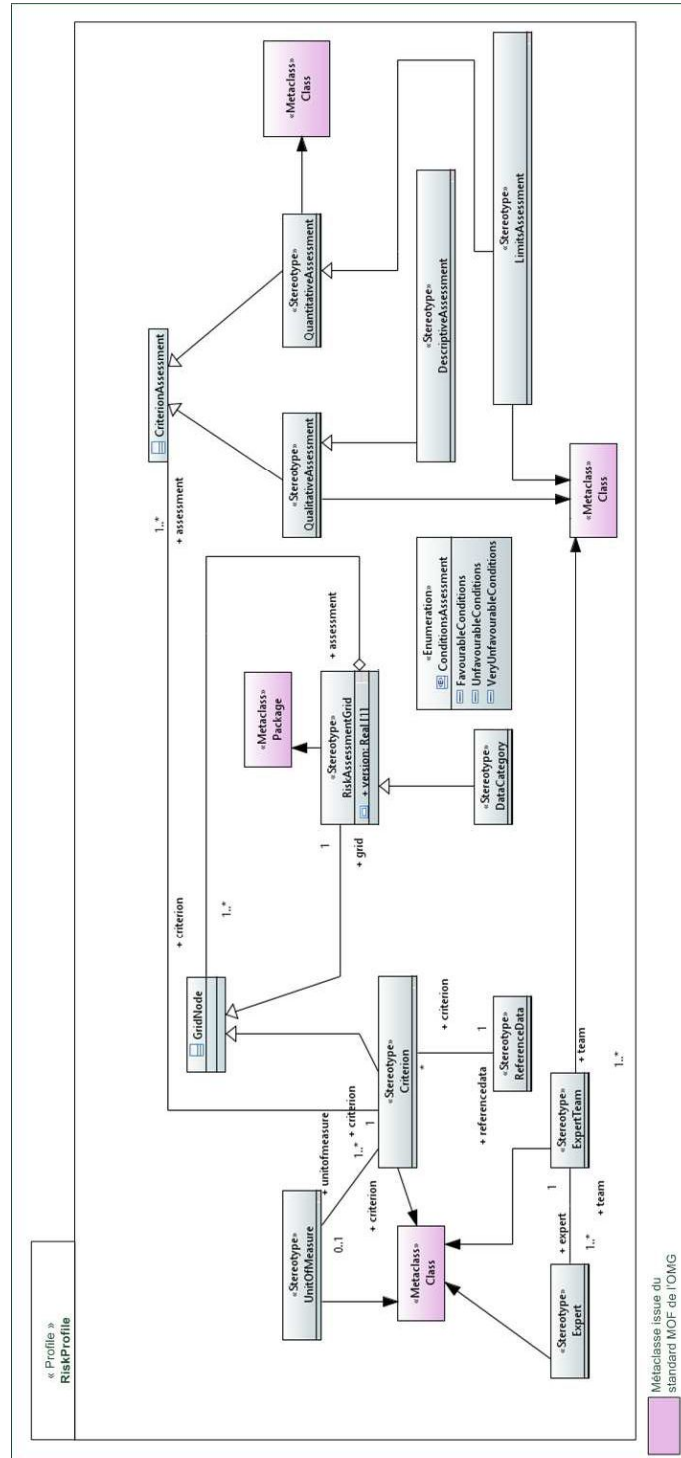 « Profile »
RiskProfile
«Stereotype»
UnitOfMeasure
0..1
+ unitofmeasure
+ criterion
1..*
+ criterion
1
«Stereotype»
Criterion
+ criterion
*
+ criterion
1
+ referencedata
«Stereotype»
ReferenceData
«Metaclass»
Class
«Stereotype»
Expert
+ expert
1..*
1
+ team
«Stereotype»
ExpertTeam
+ team
1..*
GridNode
1..*
1
+ grid
«Metaclass»
Package
«Stereotype»
RiskAssessmentGrid
+ version: Real [1]
+ assessment
«Stereotype»
DataCategory
«Enumeration»
ConditionsAssessment
FavourableConditions
UnfavourableConditions
VeryUnfavourableConditions
1..*
+ assessment
CriterionAssessment
«Stereotype»
QualitativeAssessment
«Stereotype»
QuantitativeAssessment
«Metaclass»
Class
«Stereotype»
DescriptiveAssessment
«Stereotype»
LimitsAssessment
«Metaclass»
Class
Métaclasse issue du
standard MOF de l'OMG